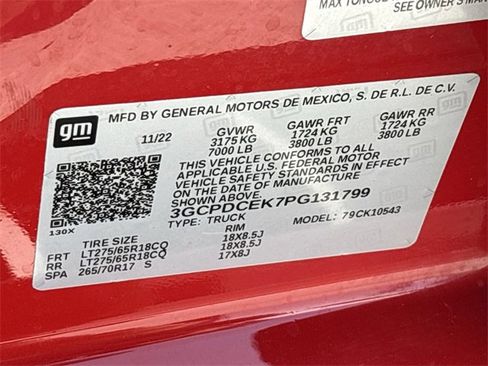 MAX TONGUE
SEE OWNER'S MAN
gm
MFD BY GENERAL MOTORS DE MEXICO, S. DE R.L. DE C.V.
11/22 GVWR GAWR FRT GAWR RR
3175 KG 1724 KG 1724 KG
7000 LB 3800 LB 3800 LB
THIS VEHICLE CONFORMS TO ALL
APPLICABLE U.S. FEDERAL MOTOR
VEHICLE SAFETY STANDARDS IN EFFECT
ON THE DATE OF MANUFACTURE SHOWN ABOVE.
3GCPDCEK7PG131799
130X TYPE: TRUCK MODEL: 79CK10543
TIRE SIZE RIM
FRT LT275/65R18CQ 18X8.5J
RR LT275/65R18CQ 18X8.5J
SPA 265/70R17 S 17X8J